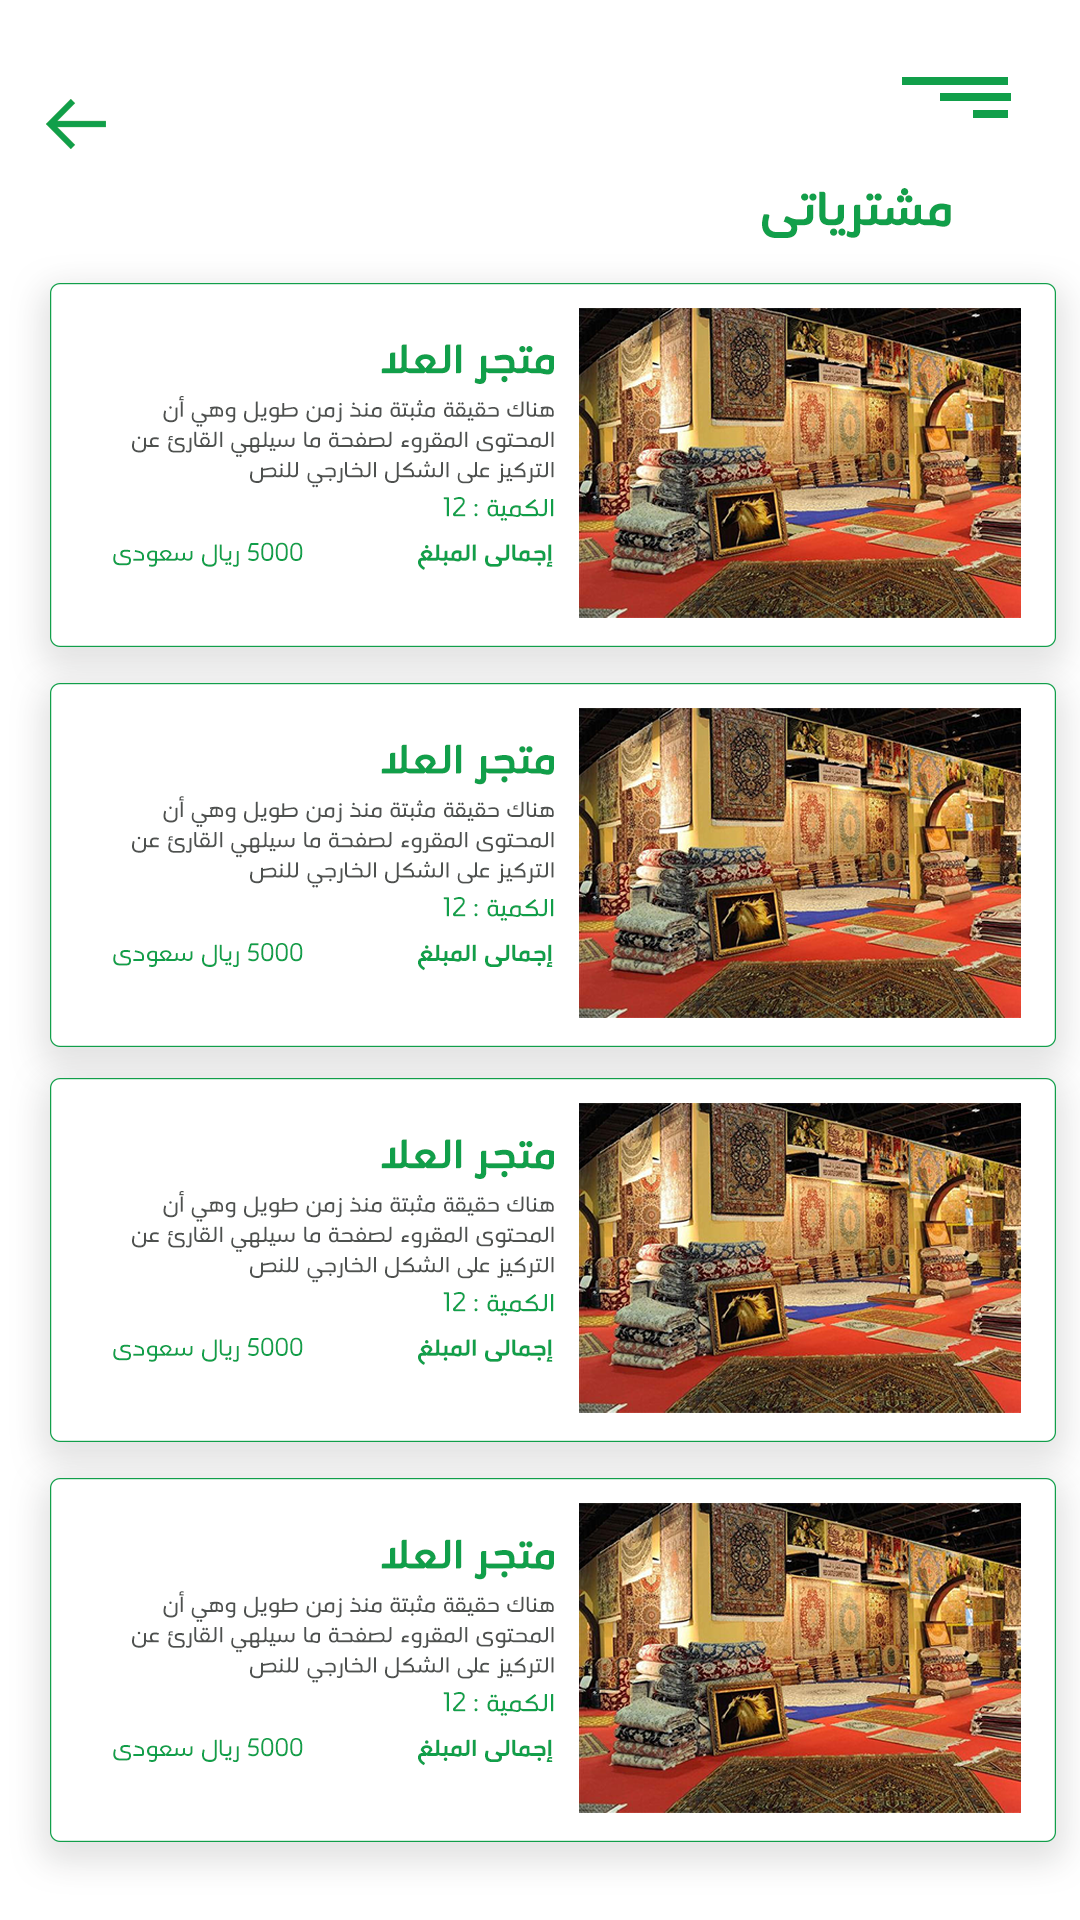 مشترياتى
متجر العلا
هناك حقيقة مثبتة منذ زمن طويل وهي أن
المحتوى المقروء لصفحة ما سيلهي القارئ عن
التركيز على الشكل الخارجي للنص
الكمية : 12
إجمالى المبلغ 5000 ريال سعودى
متجر العلا
هناك حقيقة مثبتة منذ زمن طويل وهي أن
المحتوى المقروء لصفحة ما سيلهي القارئ عن
التركيز على الشكل الخارجي للنص
الكمية : 12
إجمالى المبلغ 5000 ريال سعودى
متجر العلا
هناك حقيقة مثبتة منذ زمن طويل وهي أن
المحتوى المقروء لصفحة ما سيلهي القارئ عن
التركيز على الشكل الخارجي للنص
الكمية : 12
إجمالى المبلغ 5000 ريال سعودى
متجر العلا
هناك حقيقة مثبتة منذ زمن طويل وهي أن
المحتوى المقروء لصفحة ما سيلهي القارئ عن
التركيز على الشكل الخارجي للنص
الكمية : 12
إجمالى المبلغ 5000 ريال سعودى